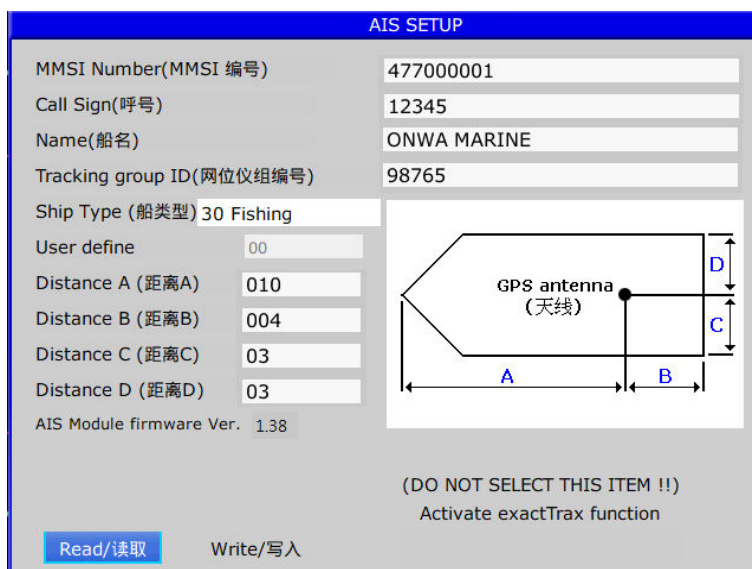 AIS SETUP
MMSI Number(MMSI 编号) 477000001
Call Sign(呼号) 12345
Name(船名) ONWA MARINE
Tracking group ID(网位仪组编号) 98765
Ship Type (船类型) 30 Fishing
User define 00
Distance A (距离A) 010
Distance B (距离B) 004
Distance C (距离C) 03
Distance D (距离D) 03
AIS Module firmware Ver. 1.38
GPS antenna
(天线)
D
C
A
B
(DO NOT SELECT THIS ITEM !!)
Activate exactTrax function
Read/读取 Write/写入